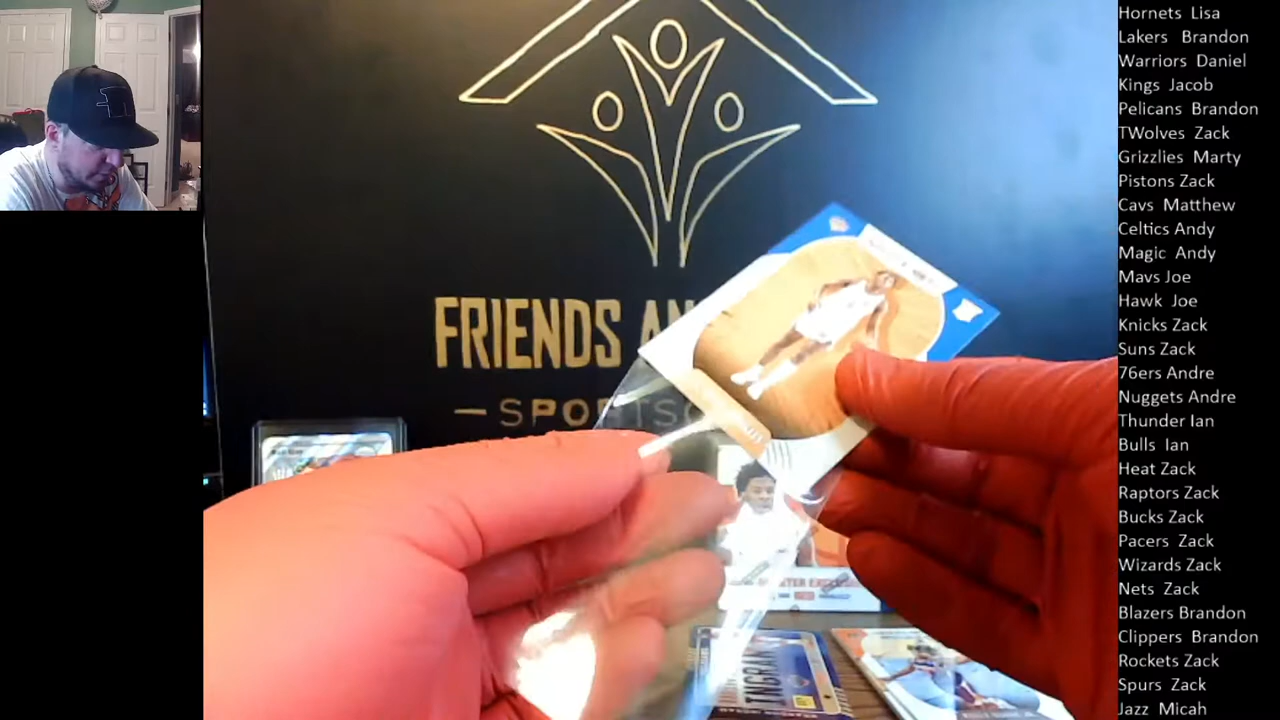 Hornets Lisa
Lakers Brandon
Warriors Daniel
Kings Jacob
Pelicans Brandon
TWolves Zack
Grizzlies Marty
Pistons Zack
Cavs Matthew
Celtics Andy
Magic Andy
Mavs Joe
Hawk Joe
Knicks Zack
Suns Zack
76ers Andre
Nuggets Andre
Thunder Ian
Bulls Ian
Heat Zack
Raptors Zack
Bucks Zack
Pacers Zack
Wizards Zack
Nets Zack
Blazers Brandon
Clippers Brandon
Rockets Zack
Spurs Zack
Jazz Micah
FRIENDS
INGRAM